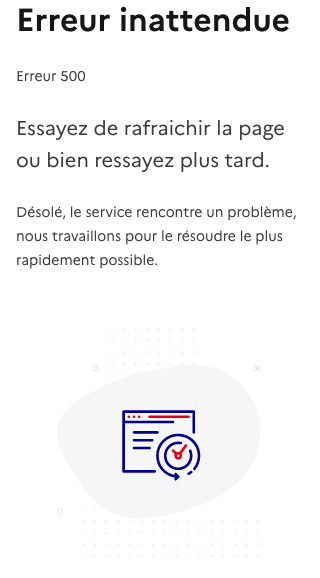 Erreur inattendue
Erreur 500
Essayez de rafraichir la page
ou bien ressayez plus tard.
Désolé, le service rencontre un problème,
nous travaillons pour le résoudre le plus
rapidement possible.